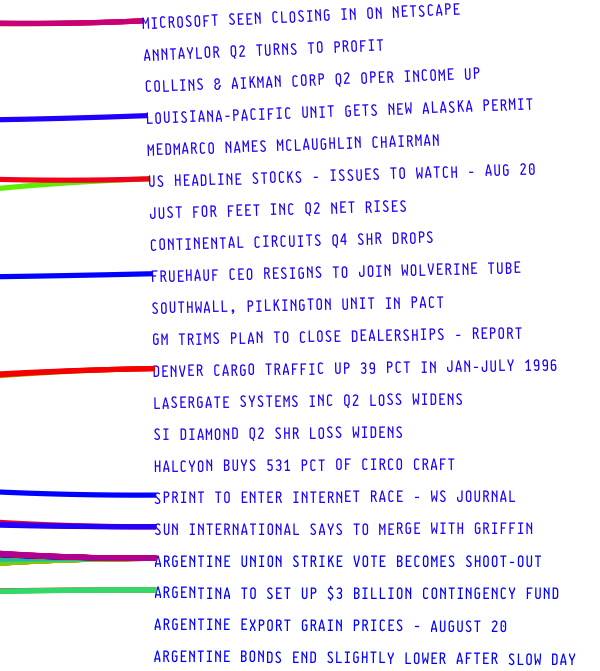 MICROSOFT SEEN CLOSING IN ON NETSCAPE
ANNTAYLOR Q2 TURNS TO PROFIT
COLLINS & AIKMAN CORP Q2 OPER INCOME UP
LOUISIANA-PACIFIC UNIT GETS NEW ALASKA PERMIT
MEDMARCO NAMES MCLAUGHLIN CHAIRMAN
US HEADLINE STOCKS - ISSUES TO WATCH - AUG 20
JUST FOR FEET INC Q2 NET RISES
CONTINENTAL CIRCUITS Q4 SHR DROPS
FRUEHAUF CEO RESIGNS TO JOIN WOLVERINE TUBE
SOUTHWALL, PILKINGTON UNIT IN PACT
GM TRIMS PLAN TO CLOSE DEALERSHIPS - REPORT
DENVER CARGO TRAFFIC UP 39 PCT IN JAN-JULY 1996
LASERGATE SYSTEMS INC Q2 LOSS WIDENS
SI DIAMOND Q2 SHR LOSS WIDENS
HALCYON BUYS 531 PCT OF CIRCO CRAFT
SPRINT TO ENTER INTERNET RACE - WS JOURNAL
SUN INTERNATIONAL SAYS TO MERGE WITH GRIFFIN
ARGENTINE UNION STRIKE VOTE BECOMES SHOOT-OUT
ARGENTINA TO SET UP $3 BILLION CONTINGENCY FUND
ARGENTINE EXPORT GRAIN PRICES - AUGUST 20
ARGENTINE BONDS END SLIGHTLY LOWER AFTER SLOW DAY